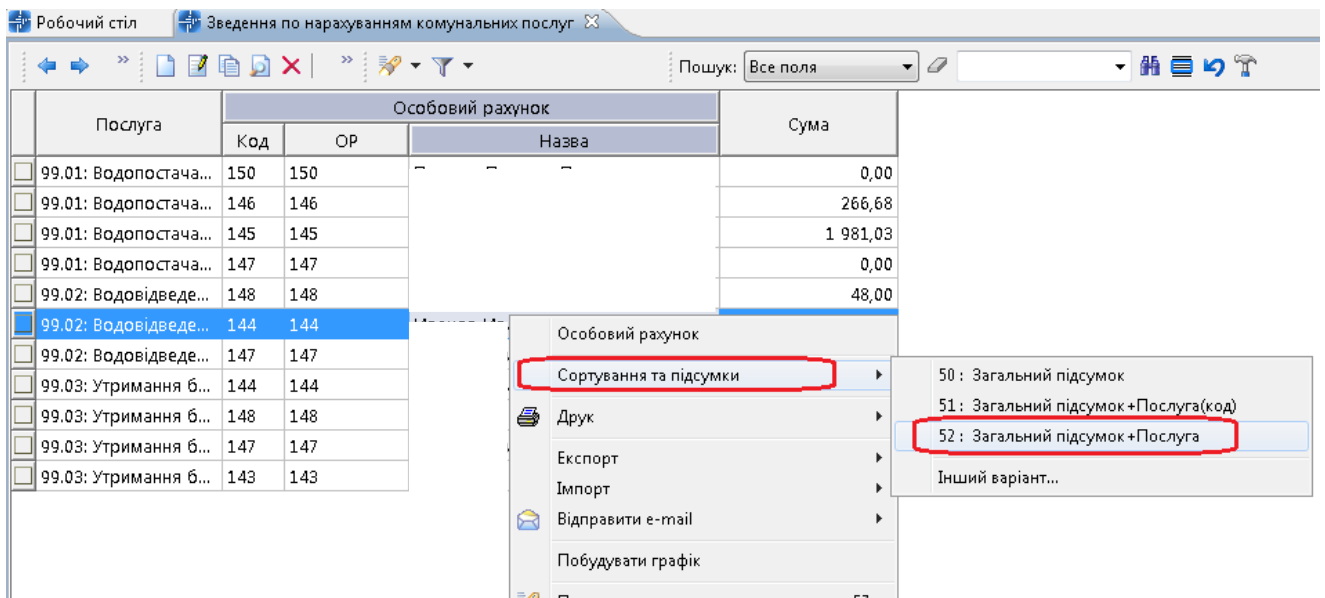 Робочий стіл Зведення по нарахуванням комунальних послуг
Пошук: Все поля
Послуга Особовий рахунок Сума
Код ОР Назва
99.01: Водопостача... 150 150 0,00
99.01: Водопостача... 146 146 266,68
99.01: Водопостача... 145 145 1 981,03
99.01: Водопостача... 147 147 0,00
99.02: Водовідведе... 148 148 48,00
99.02: Водовідведе... 144 144
99.02: Водовідведе... 147 147
99.03: Утримання б... 144 144
99.03: Утримання б... 148 148
99.03: Утримання б... 147 147
99.03: Утримання б... 143 143
Особовий рахунок
Сортування та підсумки
Друк
Експорт
Імпорт
Відправити e-mail
Побудувати графік
50 : Загальний підсумок
51 : Загальний підсумок+Послуга(код)
52 : Загальний підсумок+Послуга
Інший варіант...